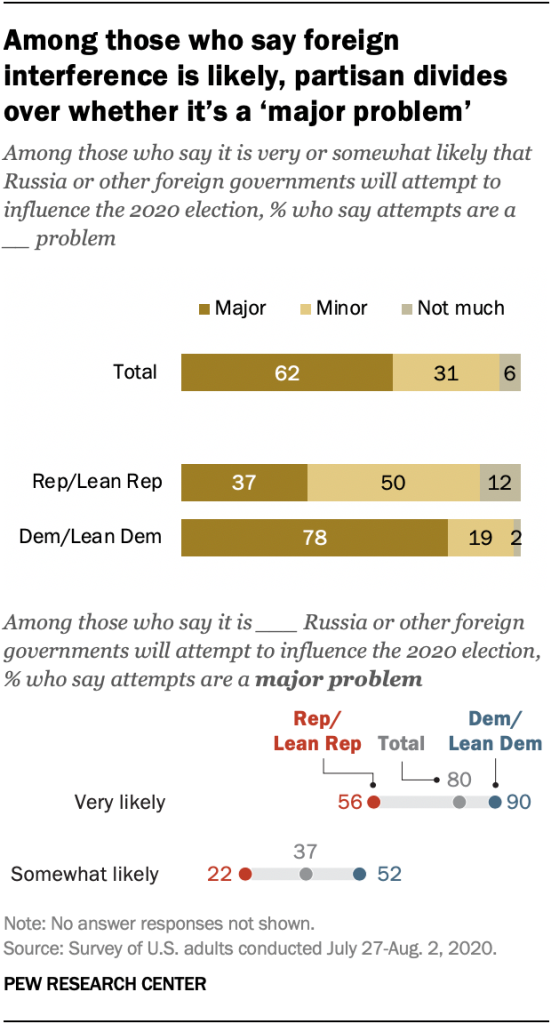 Among those who say foreign
interference is likely, partisan divides
over whether it's a 'major problem'
Among those who say it is very or somewhat likely that
Russia or other foreign governments will attempt to
influence the 2020 election, % who say attempts are a
__ problem
Major Minor Not much
Total 62 31 6
Rep/Lean Rep 37 50 12
Dem/Lean Dem 78 19 2
Among those who say it is ___ Russia or other foreign
governments will attempt to influence the 2020 election,
% who say attempts are a major problem
Rep/ Dem/
Lean Rep Total Lean Dem
80
Very likely 56 90
37
Somewhat likely 22 52
Note: No answer responses not shown.
Source: Survey of U.S. adults conducted July 27-Aug. 2, 2020.
PEW RESEARCH CENTER